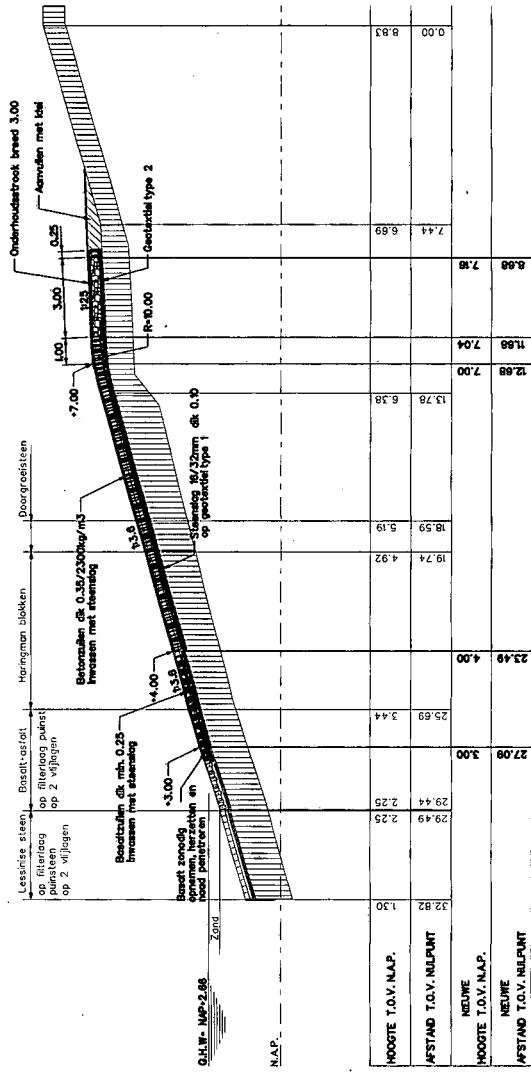 Lessinise steen
op filterlaag
puinsteen
op 2 vlijlagen
Basalt-asfalt
op filterlaag puinst
op 2 vlijlagen
Haringman blokken
Doorgroeisteen
Onderhoudsstrook breed 3.00
Aanvullen met klei
0.25
3.00
1.00
1:25
Geotextiel type 2
R=10.00
+7.00
Betonzuilen dik 0.35/2300kg/m3
Inwassen met steenslag
1:3.6
Steenslag 16/32mm dik 0.10
op geotextiel type 1
+4.00
1:3.6
Basaltzuilen dik min. 0.25
Inwassen met steenslag
+3.00
Basalt zonodig
opnemen, herzetten en
nood penetreren
Zand
G.H.W= NAP+2.66
N.A.P.
HOOGTE T.O.V. N.A.P. 1.30 2.25 2.25 3.44 4.92 5.19 6.38 6.69 8.83
AFSTAND T.O.V. NULPUNT 32.82 29.49 29.44 25.69 19.74 18.59 13.78 7.44 0.00
NIEUWE
HOOGTE T.O.V. N.A.P. 3.00 4.00 7.00 7.04 7.18
NIEUWE
AFSTAND T.O.V. NULPUNT 27.09 23.49 12.68 11.68 8.68